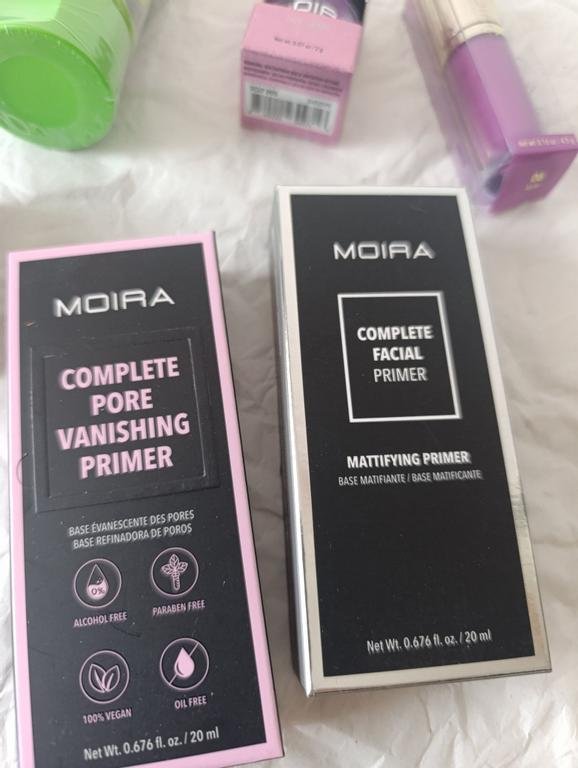 MOIRA
COMPLETE
PORE
VANISHING
PRIMER
BASE ÉVANESCENTE DES PORES
BASE REFINADORA DE POROS
0%
ALCOHOL FREE
PARABEN FREE
100% VEGAN
OIL FREE
Net Wt. 0.676 fl. oz. / 20 ml
MOIRA
COMPLETE
FACIAL
PRIMER
MATTIFYING PRIMER
BASE MATIFIANTE / BASE MATIFICANTE
Net Wt. 0.676 fl. oz. / 20 ml